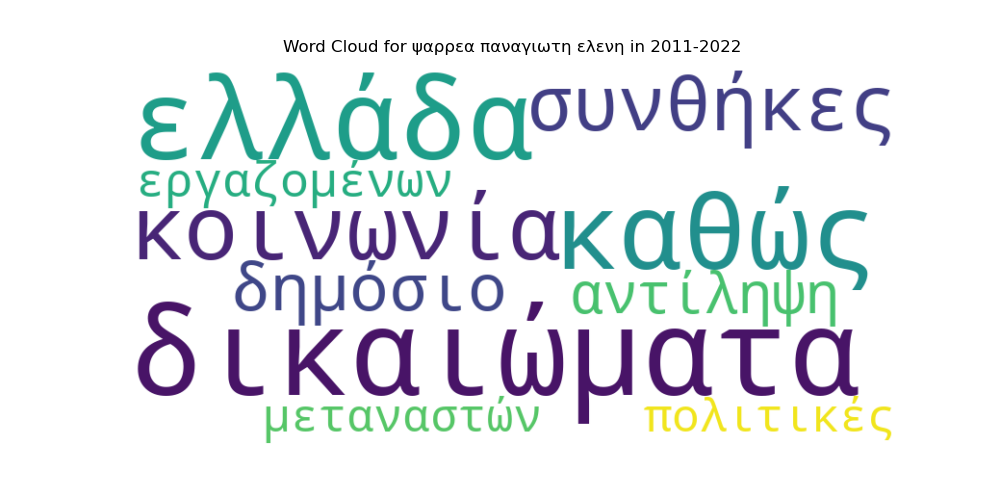 Word Cloud for ψαρρεα παναγιωτη ελενη in 2011-2022
ελλάδα συνθήκες
εργαζομένων
κοινωνία καθώς
δημόσιο αντίληψη
δικαιώματα
μεταναστών πολιτικές